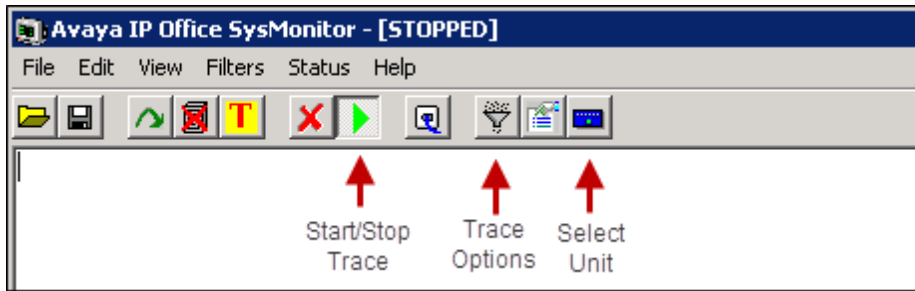 Avaya IP Office SysMonitor - [STOPPED]
File Edit View Filters Status Help
T
Start/Stop
Trace
Trace
Options
Select
Unit